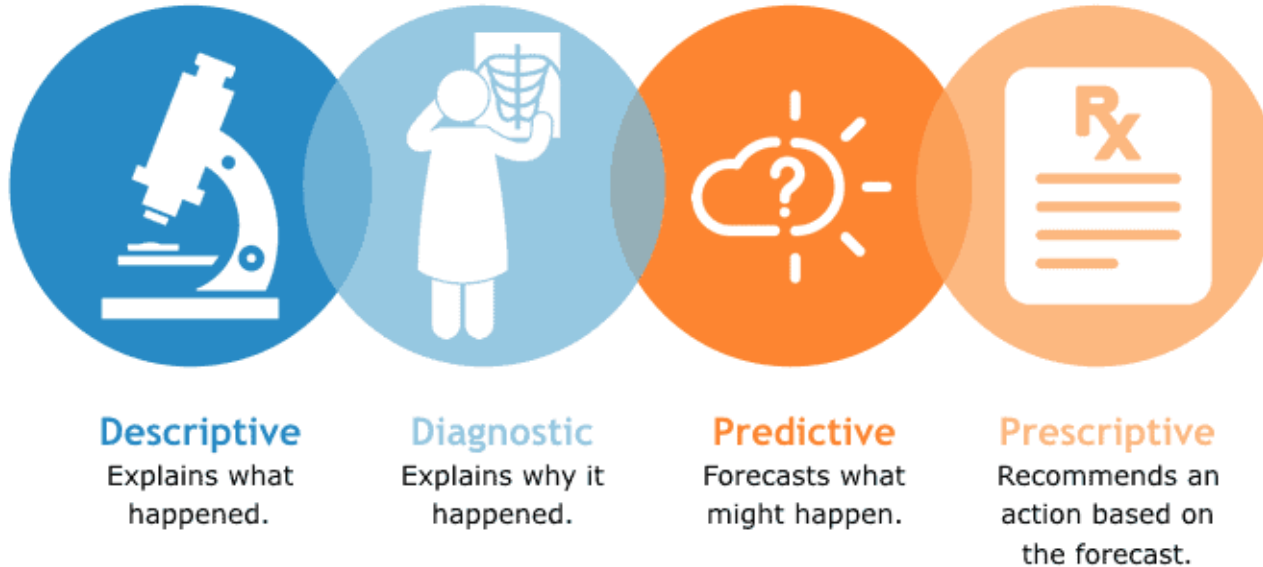 ?
Rx
Descriptive
Explains what
happened.
Diagnostic
Explains why it
happened.
Predictive
Forecasts what
might happen.
Prescriptive
Recommends an
action based on
the forecast.